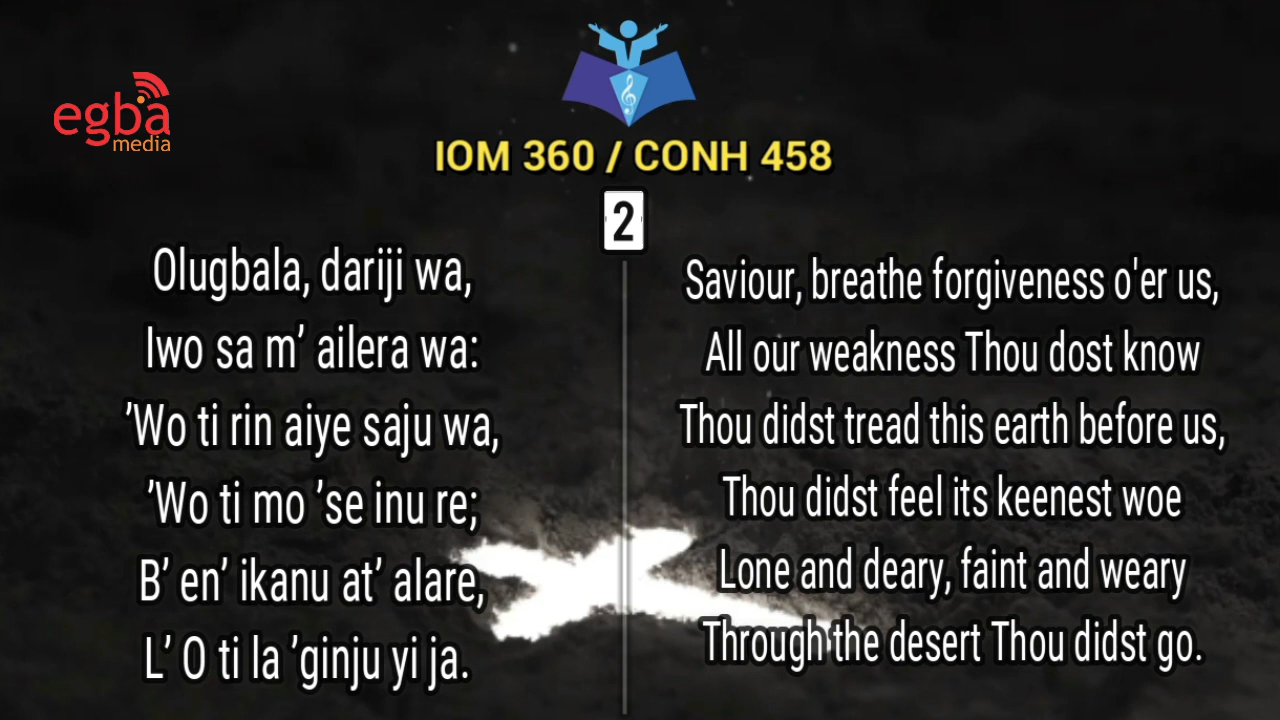 egba
media
IOM 360 / CONH 458
2
Olugbala, dariji wa,
Iwo sa m’ ailera wa:
’Wo ti rin aiye saju wa,
’Wo ti mo ’se inu re;
B’ en’ ikanu at’ alare,
L’ O ti la ’ginju yi ja.
Saviour, breathe forgiveness o'er us,
All our weakness Thou dost know
Thou didst tread this earth before us,
Thou didst feel its keenest woe
Lone and deary, faint and weary
Through the desert Thou didst go.